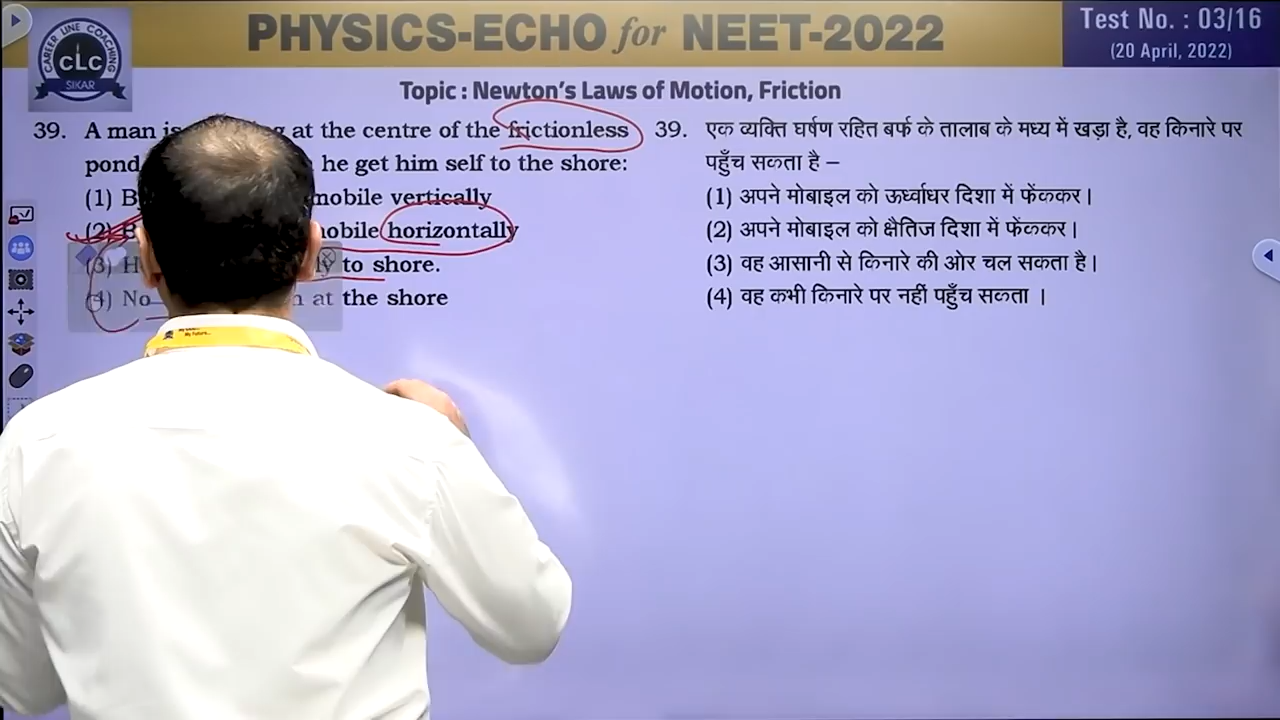 PHYSICS-ECHO for NEET-2022
Test No. : 03/16
(20 April, 2022)
CAREER LINE COACHING
CLC
SIKAR
Topic : Newton's Laws of Motion, Friction
39. A man is at the centre of the frictionless
pond he get him self to the shore:
(1) mobile vertically
(2) mobile horizontally
(3) to shore.
(4) No at the shore
39. एक व्यक्ति घर्षण रहित बर्फ के तालाब के मध्य में खड़ा है, वह किनारे पर
पहुँच सकता है –
(1) अपने मोबाइल को ऊर्ध्वाधर दिशा में फेंककर।
(2) अपने मोबाइल को क्षैतिज दिशा में फेंककर।
(3) वह आसानी से किनारे की ओर चल सकता है।
(4) वह कभी किनारे पर नहीं पहुँच सकता ।